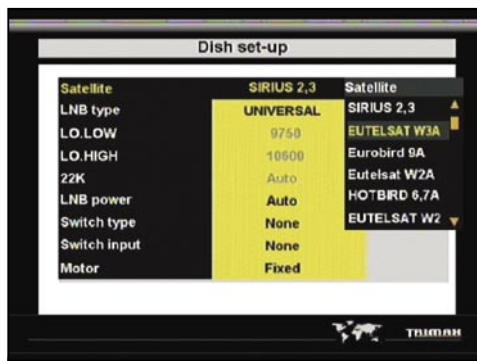 Dish set-up
Satellite SIRIUS 2,3 Satellite
LNB type UNIVERSAL SIRIUS 2,3
LO.LOW 9750 EUTELSAT W3A
LO.HIGH 10600 Eurobird 9A
22K Auto Eutelsat W2A
LNB power Auto HOTBIRD 6,7A
Switch type None EUTELSAT W2
Switch input None
Motor Fixed
TRIMAX